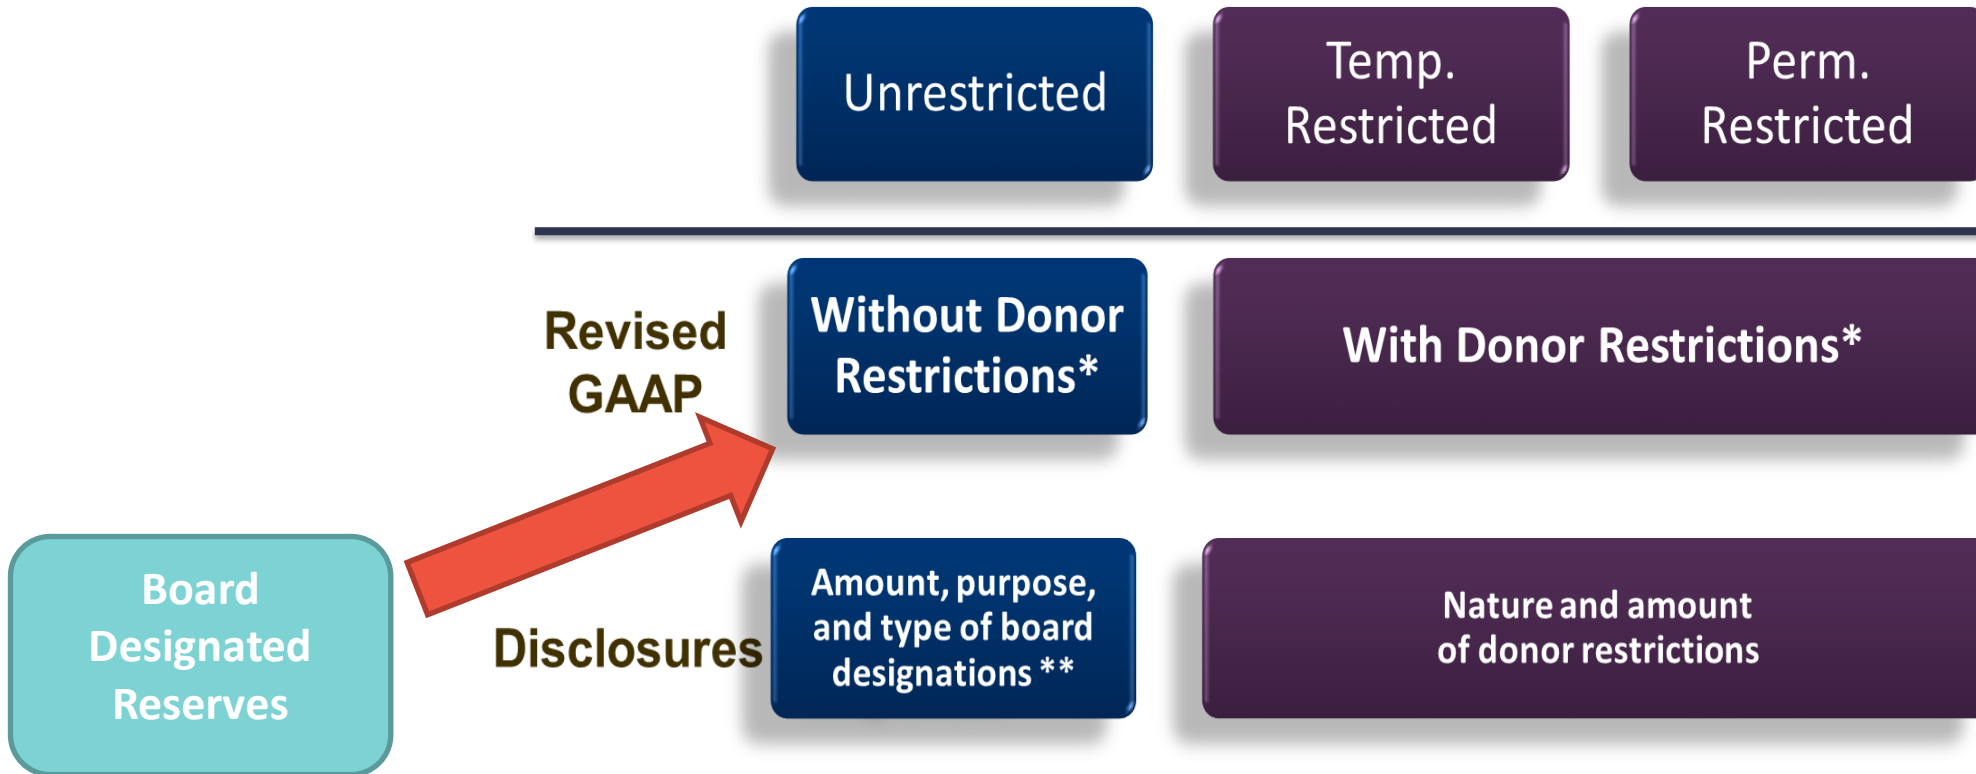 Unrestricted
Temp.
Restricted
Perm.
Restricted
Revised
GAAP
Without Donor
Restrictions*
With Donor Restrictions*
Board
Designated
Reserves
Disclosures
Amount, purpose,
and type of board
designations **
Nature and amount
of donor restrictions